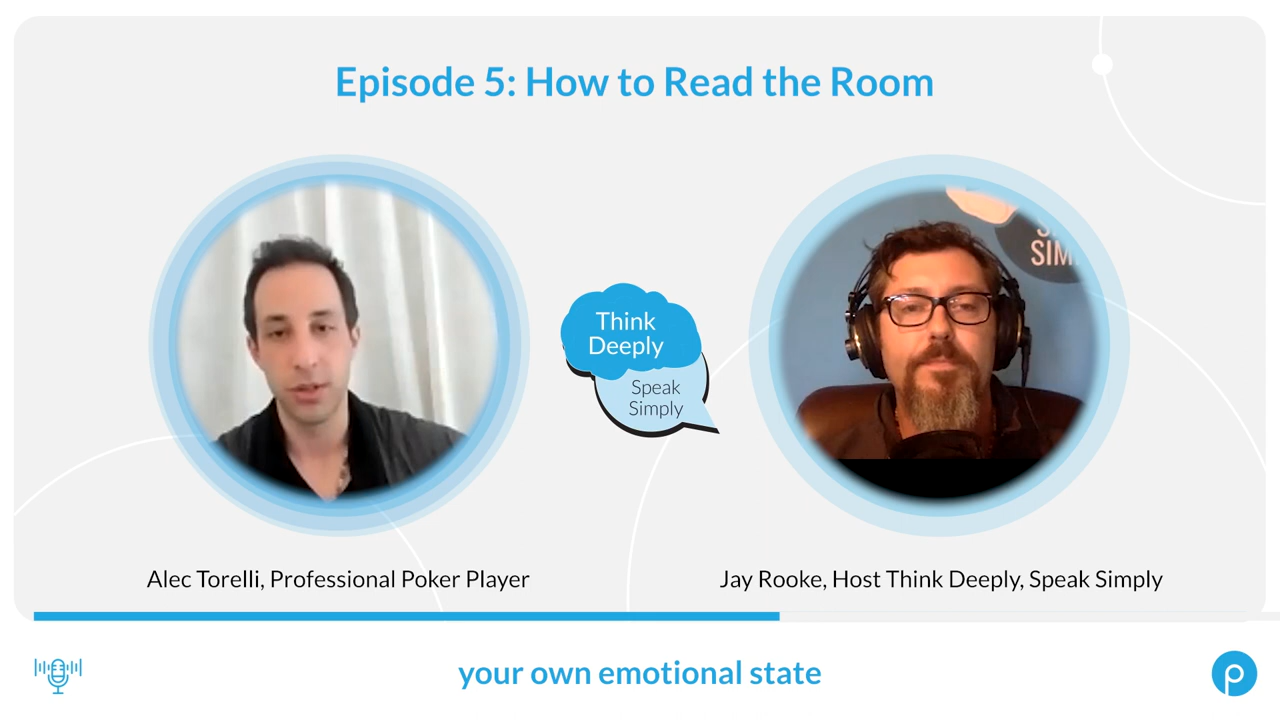 Episode 5: How to Read the Room
SIM
Think
Deeply
Speak
Simply
Alec Torelli, Professional Poker Player
Jay Rooke, Host Think Deeply, Speak Simply
your own emotional state
p